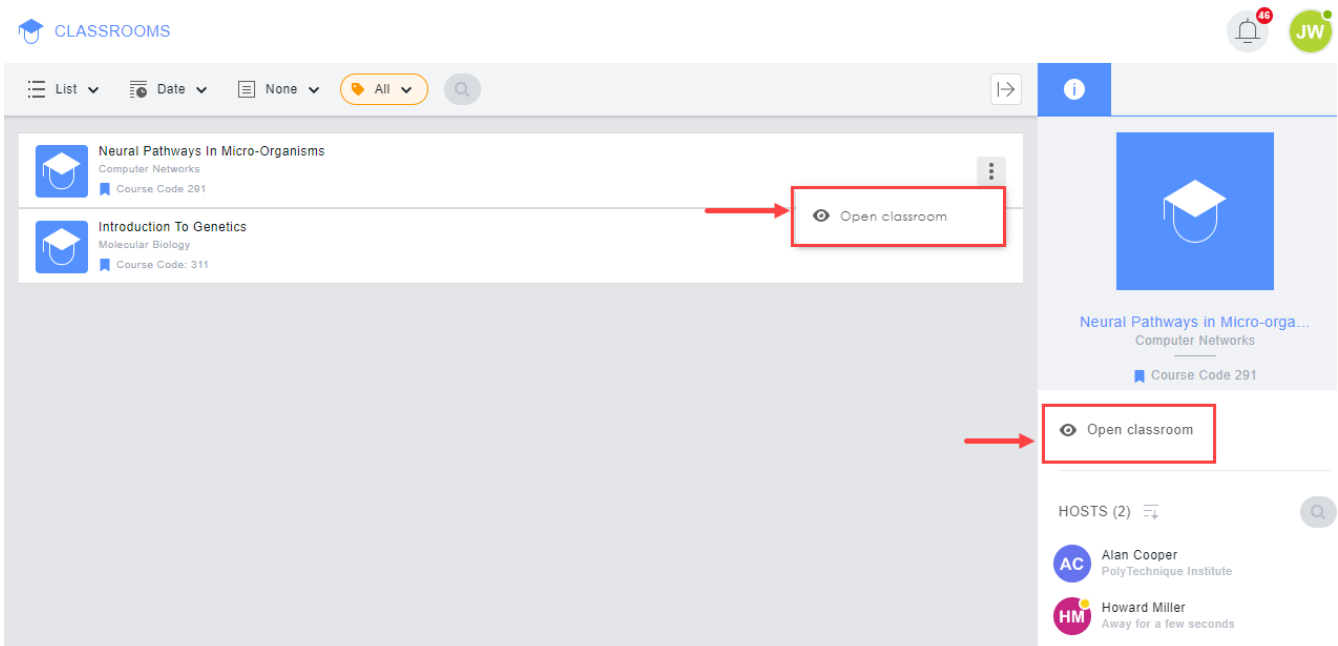 CLASSROOMS
46
JW
List
Date
None
All
i
Neural Pathways In Micro-Organisms
Computer Networks
Course Code 291
Open classroom
Introduction To Genetics
Molecular Biology
Course Code: 311
Neural Pathways in Micro-orga...
Computer Networks
Course Code 291
Open classroom
HOSTS (2)
AC
Alan Cooper
PolyTechnique Institute
HM
Howard Miller
Away for a few seconds